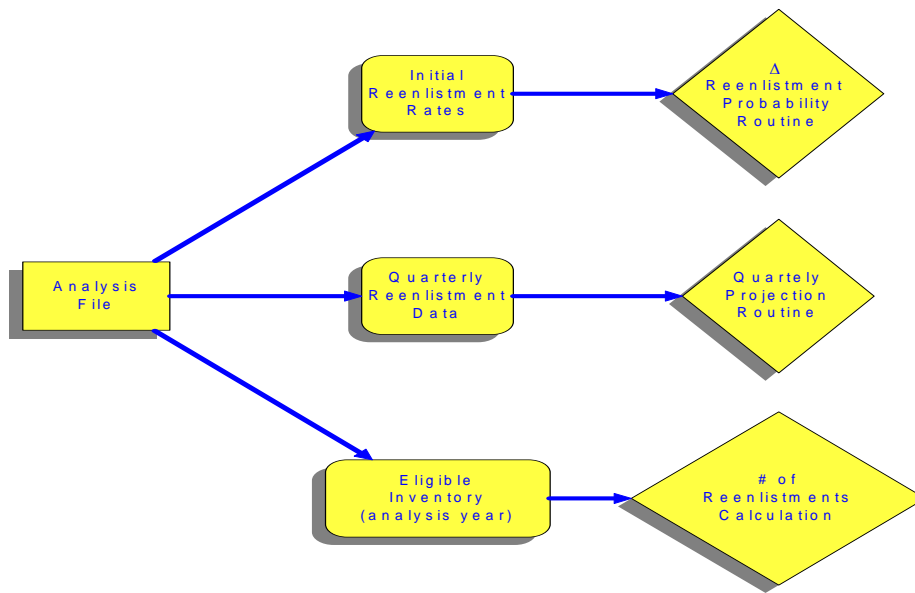 Initial
Reenlistment
Rates
Δ
Reenlistment
Probability
Routine
Analysis
File
Quarterly
Reenlistment
Data
Quartely
Projection
Routine
Eligible
Inventory
(analysis year)
# of
Reenlistments
Calculation